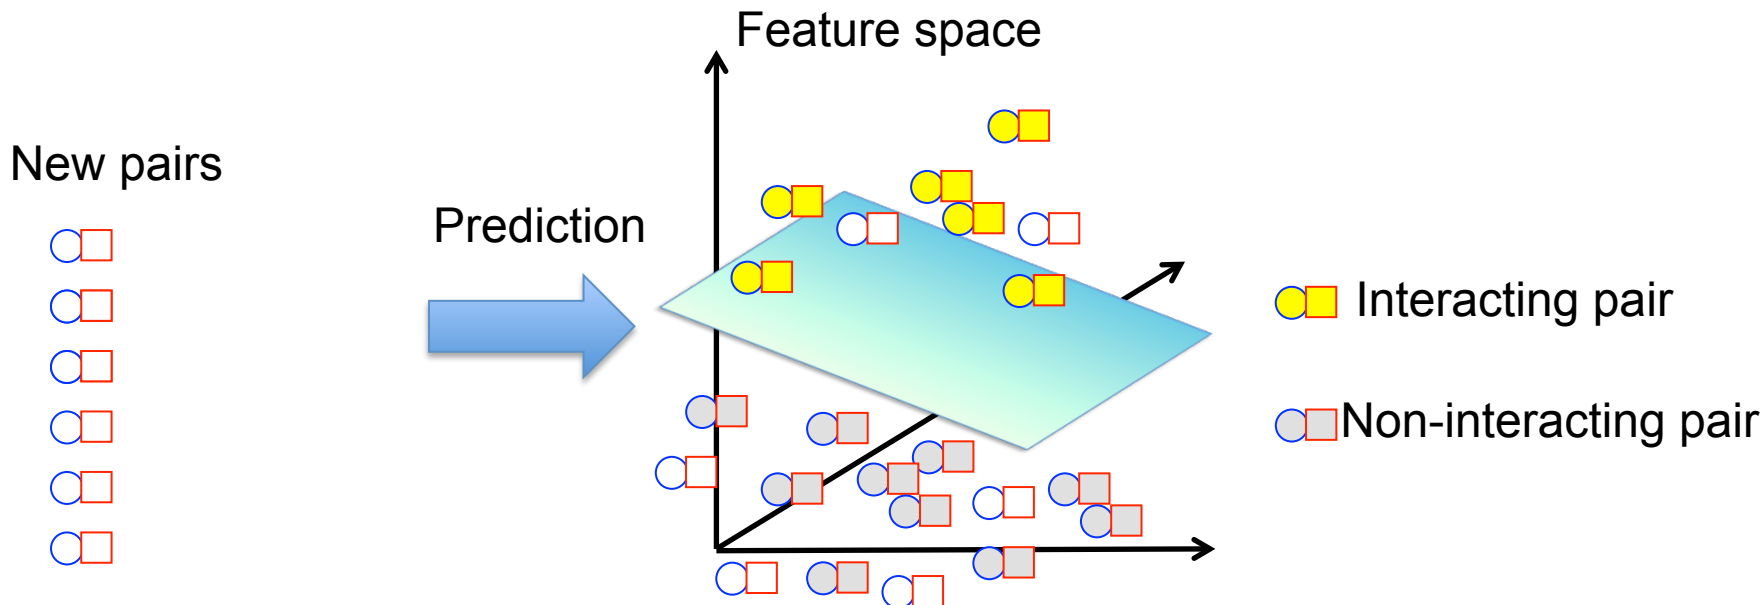 Feature space
New pairs
Prediction
Interacting pair
Non-interacting pair